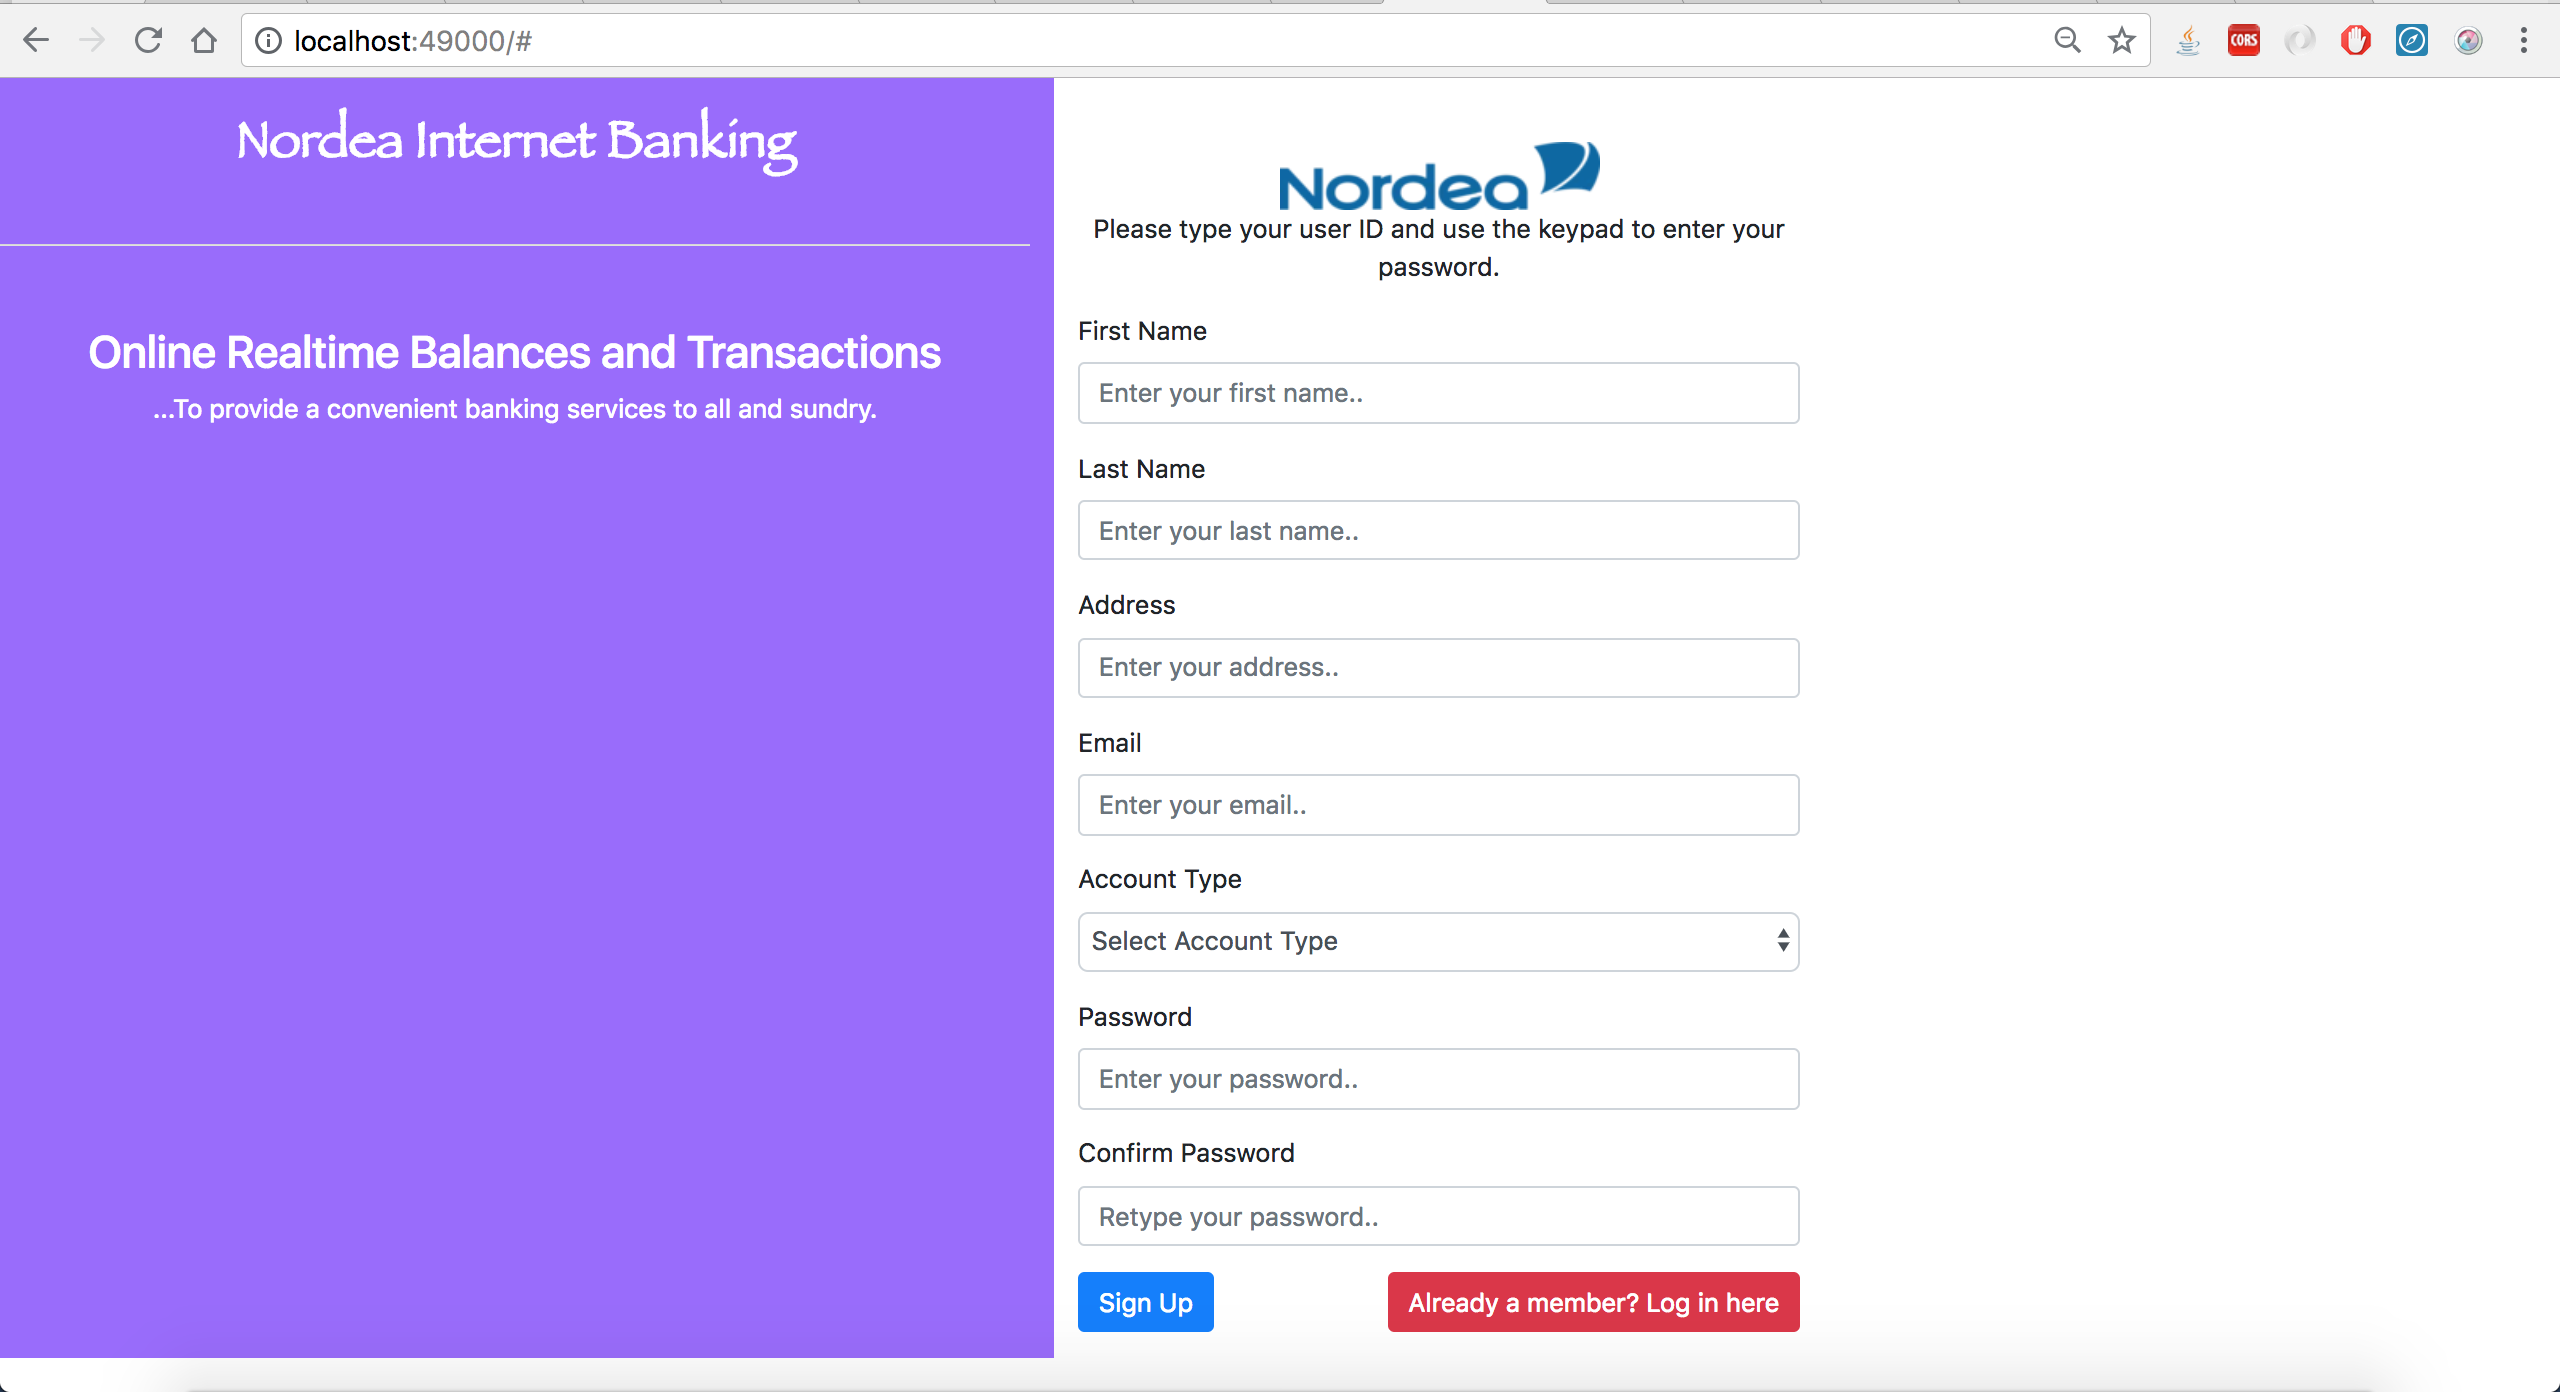 localhost:49000/#
CORS
Nordea Internet Banking
Online Realtime Balances and Transactions
...To provide a convenient banking services to all and sundry.
Nordea
Please type your user ID and use the keypad to enter your
password.
First Name
Enter your first name..
Last Name
Enter your last name..
Address
Enter your address..
Email
Enter your email..
Account Type
Select Account Type
Password
Enter your password..
Confirm Password
Retype your password..
Sign Up
Already a member? Log in here